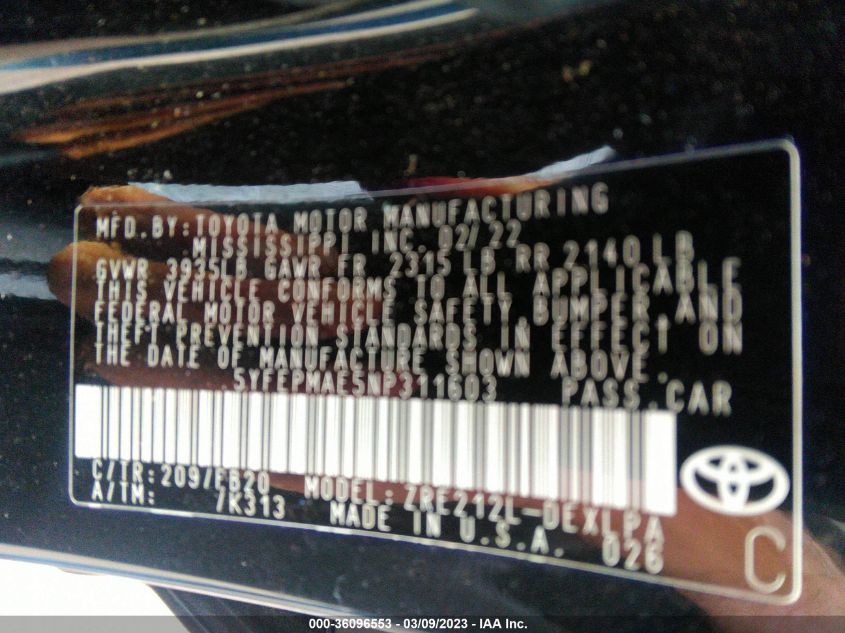 MFD.BY:TOYOTA MOTOR MANUFACTURING
MISSISSIPPI INC. 02/22
GVWR 3935LB GAWR FR 2315 LB RR 2140 LB
THIS VEHICLE CONFORMS TO ALL APPLICABLE
FEDERAL MOTOR VEHICLE SAFETY, BUMPER, AND
THEFT PREVENTION STANDARDS IN EFFECT ON
THE DATE OF MANUFACTURE SHOWN ABOVE.
5YFEPMAE5NP311603 PASS.CAR
C/TR:209/FB20 MODEL:ZRE212L-DEXLPA
A/TM: /K313 MADE IN U.S.A. 026
C
000-36096553 — 03/09/2023 — IAA Inc.